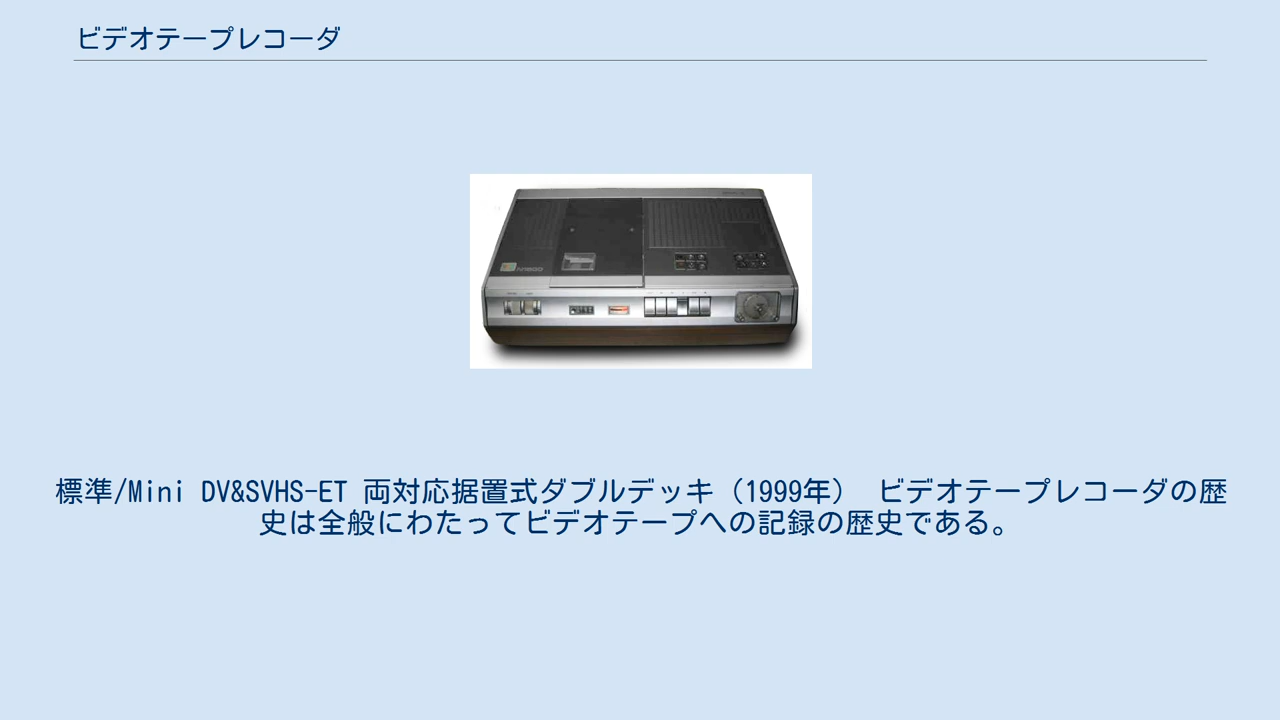 ビデオテープレコーダ
標準/Mini DV&SVHS-ET 両対応据置式ダブルデッキ（1999年） ビデオテープレコーダの歴
史は全般にわたってビデオテープへの記録の歴史である。